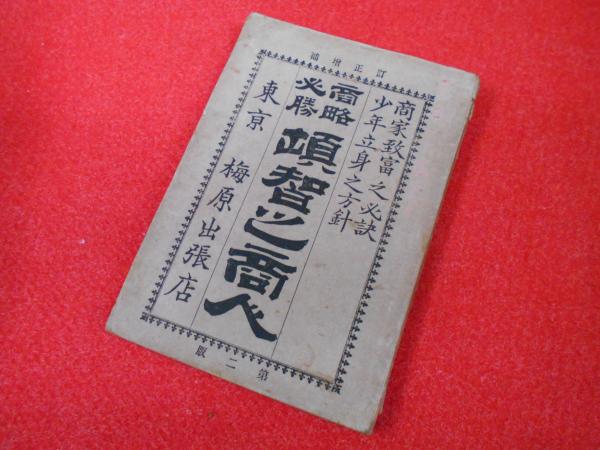 訂正増補
商家致富之必訣
少年立身之方針
商略
必勝
頓智之商人
東京 梅原出張店
第二版